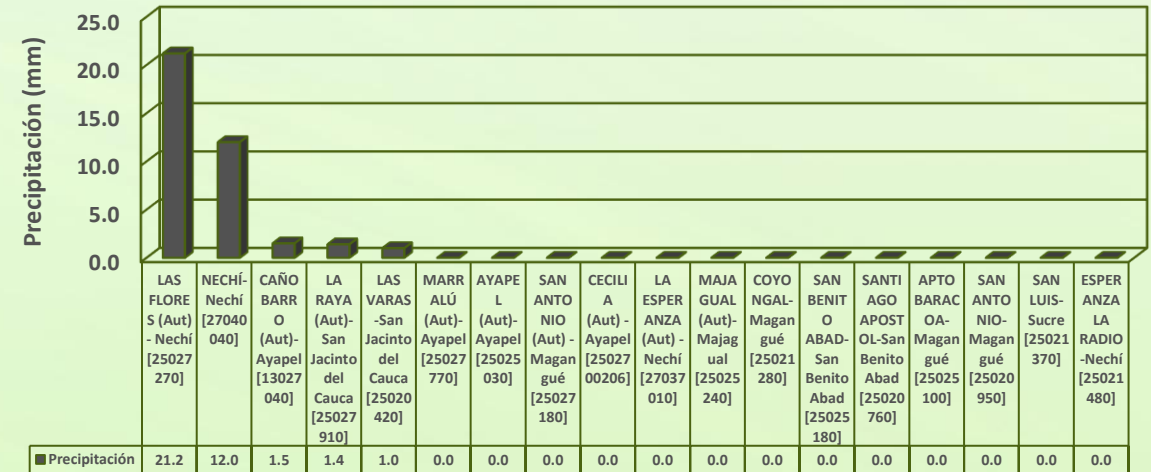 Precipitación (mm)
25.0
20.0
15.0
10.0
5.0
0.0
LAS
FLORE
S (Aut)
- Nechí
[25027
270]
NECHÍ-
Nechí
[27040
040]
CAÑO
BARR
O
(Aut)-
Ayapel
[13027
040]
LA
RAYA
(Aut)-
San
Jacinto
del
Cauca
[25027
910]
LAS
VARAS
-San
Jacinto
del
Cauca
[25020
420]
MARR
ALÚ
(Aut)-
Ayapel
[25027
770]
AYAPE
L
(Aut)-
Ayapel
[25025
030]
SAN
ANTO
NIO
(Aut) -
Magan
gué
[25027
180]
CECILI
A
(Aut) -
Ayapel
[25027
00206]
LA
ESPER
ANZA
(Aut) -
Nechí
[27037
010]
MAJA
GUAL
(Aut)-
Majag
ual
[25025
240]
COYO
NGAL-
Magan
gué
[25021
280]
SAN
BENIT
O
ABAD-
San
Benito
Abad
[25025
180]
SANTI
AGO
APOST
OL-San
Benito
Abad
[25020
760]
APTO
BARAC
OA-
Magan
gué
[25025
100]
SAN
ANTO
NIO-
Magan
gué
[25020
950]
SAN
LUIS-
Sucre
[25021
370]
ESPER
ANZA
LA
RADIO
-Nechí
[25021
480]
Precipitación 21.2 12.0 1.5 1.4 1.0 0.0 0.0 0.0 0.0 0.0 0.0 0.0 0.0 0.0 0.0 0.0 0.0 0.0